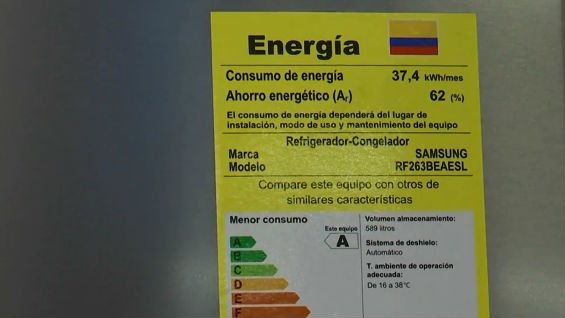 Energía
Consumo de energía 37,4 kWh/mes
Ahorro energético (Ar) 62 (%)
El consumo de energía dependerá del lugar de
instalación, modo de uso y mantenimiento del equipo
Refrigerador-Congelador
Marca SAMSUNG
Modelo RF263BEAESL
Compare este equipo con otros de
similares características
Menor consumo
Este equipo
A
A
B
C
D
E
F
Volumen almacenamiento:
589 litros
Sistema de deshielo:
Automático
T. ambiente de operación
adecuada:
De 16 a 38°C